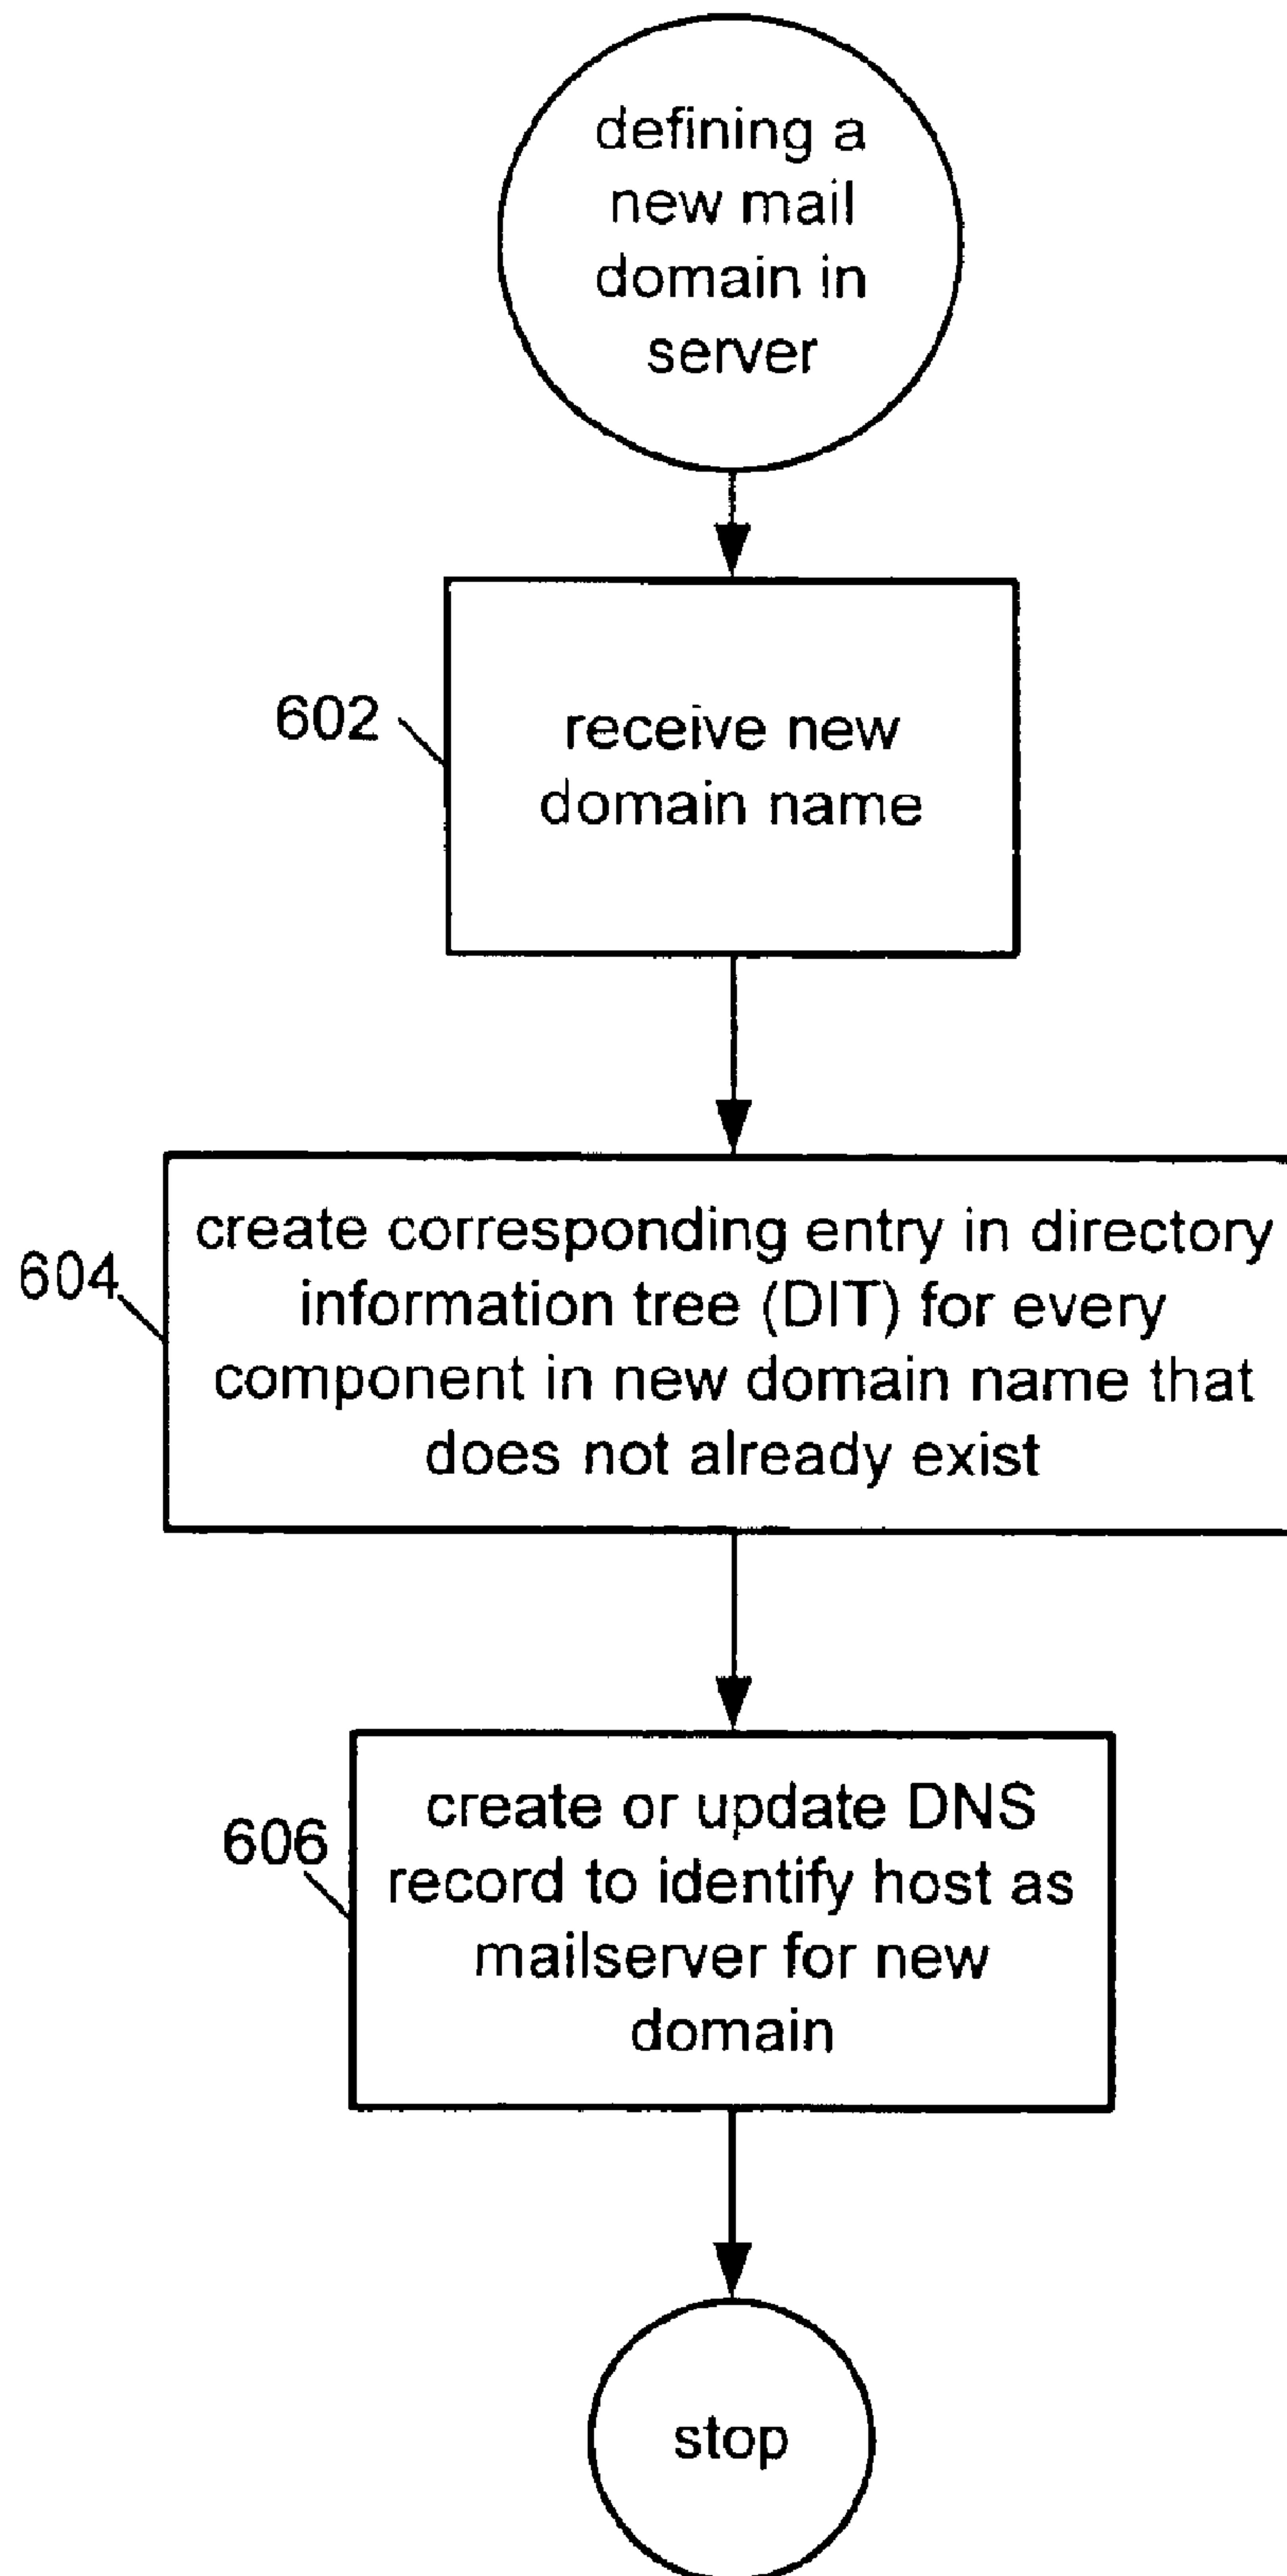 defining a
new mail
domain in
server
602
receive new
domain name
604
create corresponding entry in directory
information tree (DIT) for every
component in new domain name that
does not already exist
606
create or update DNS
record to identify host as
mailserver for new
domain
stop